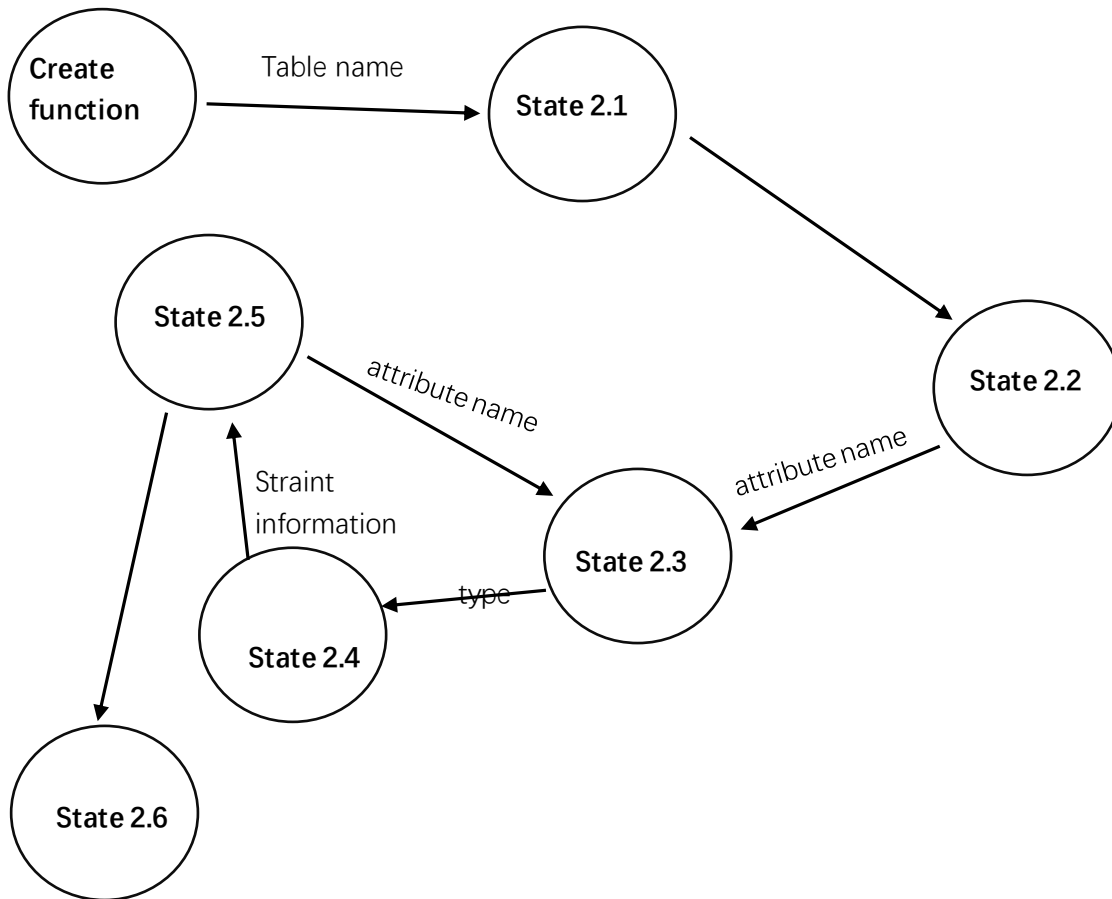 Create
function
Table name
State 2.1
State 2.5
attribute name
State 2.2
attribute name
Straint
information
State 2.3
type
State 2.4
State 2.6